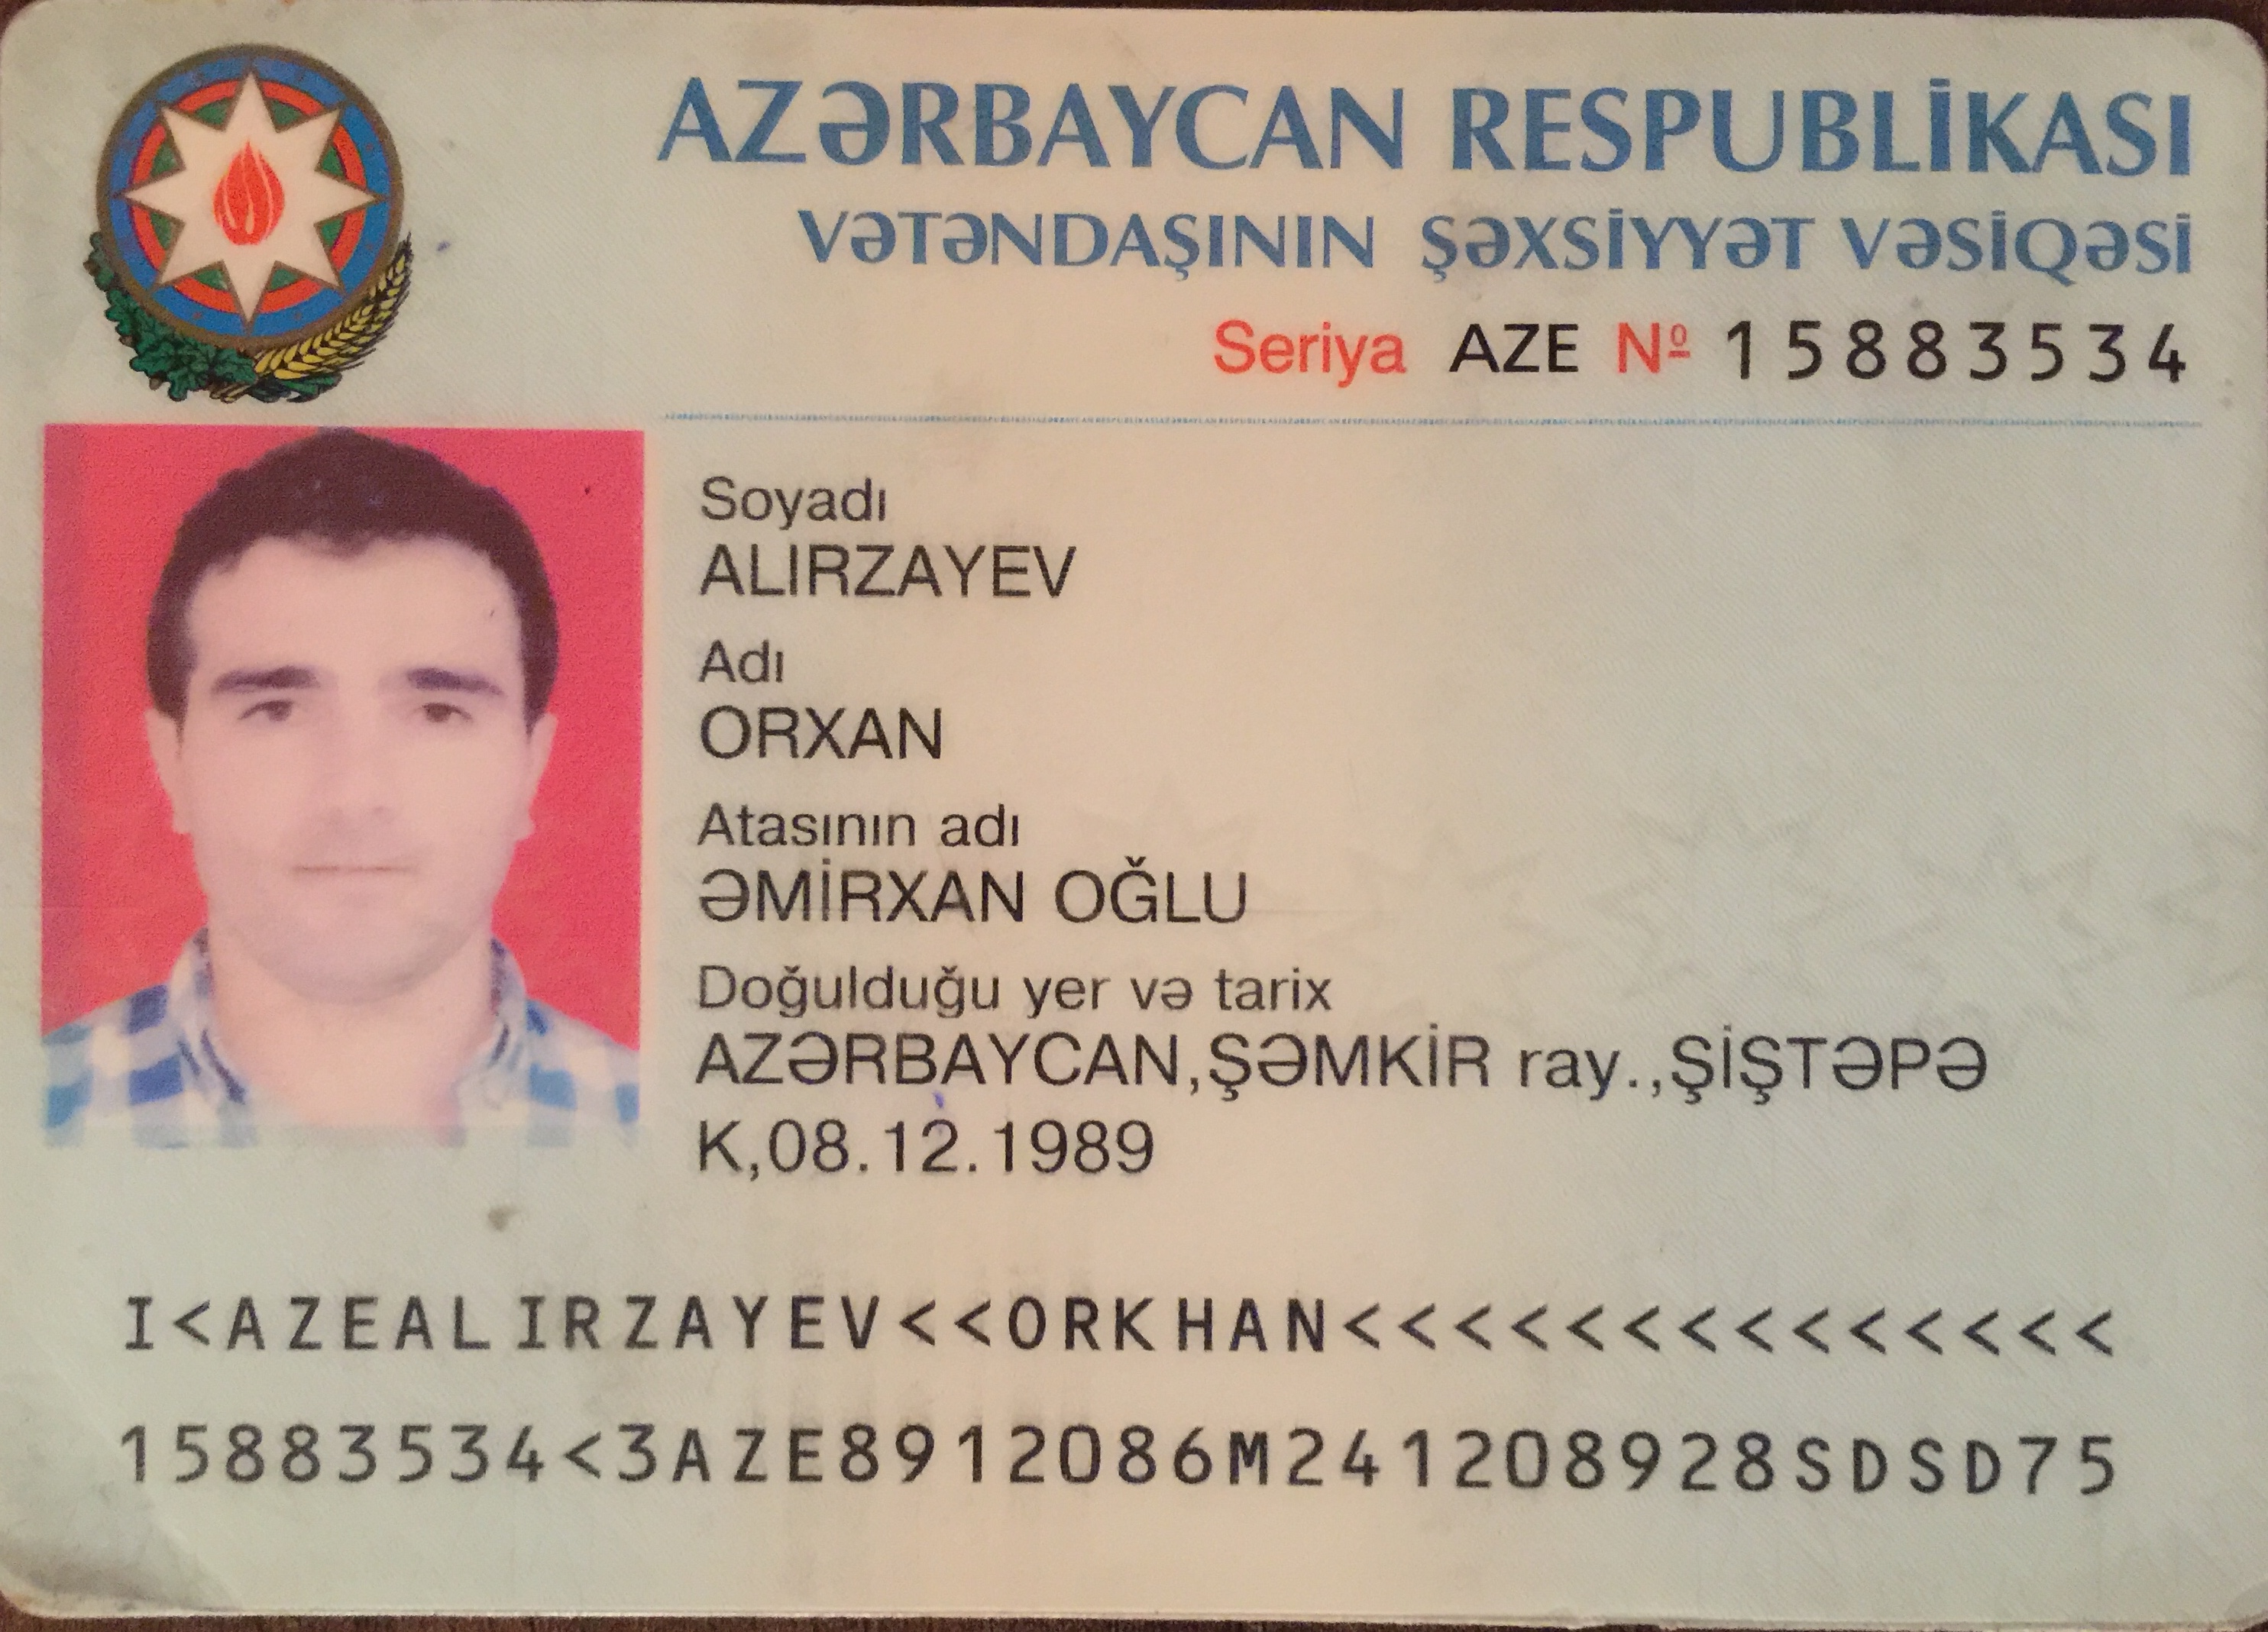 AZƏRBAYCAN RESPUBLİKASI
VƏTƏNDAŞININ ŞƏXSİYYƏT VƏSİQƏSİ
Seriya AZE № 15883534
Soyadı
ALIRZAYEV
Adı
ORXAN
Atasının adı
ƏMİRXAN OĞLU
Doğulduğu yer və tarix
AZƏRBAYCAN,ŞƏMKİR ray.,ŞİŞTƏPƏ
K,08.12.1989
I<AZEALIRZAYEV<<ORKHAN<<<<<<<<<<<<<<
15883534<3AZE8912086M241208928SDSD75